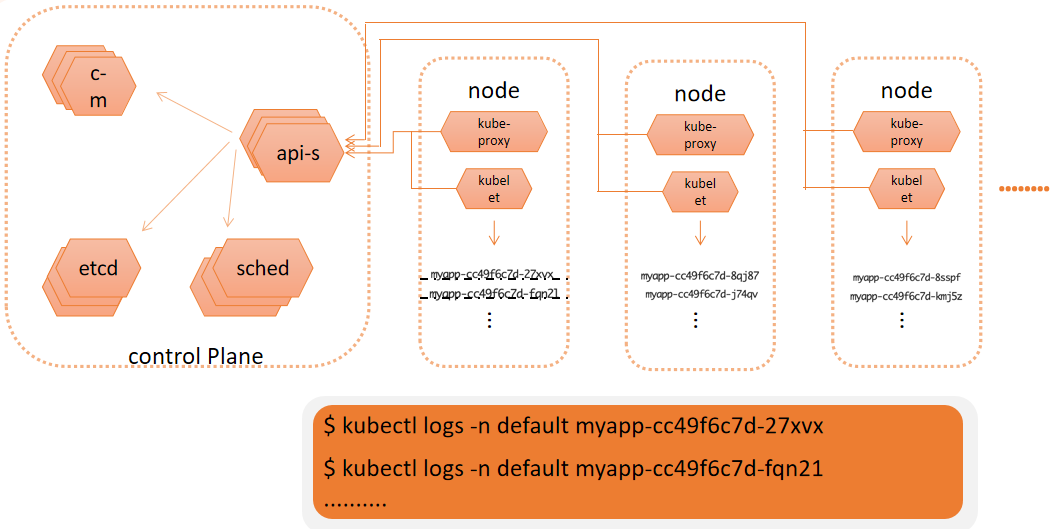 c-
m
api-s
etcd
sched
control Plane
node
kube-
proxy
kubel
et
myapp-cc49f6c7d-27xvx
myapp-cc49f6c7d-fqn21
node
kube-
proxy
kubel
et
myapp-cc49f6c7d-8qj87
myapp-cc49f6c7d-j74qv
node
kube-
proxy
kubel
et
myapp-cc49f6c7d-8sspf
myapp-cc49f6c7d-kmj5z
$ kubectl logs -n default myapp-cc49f6c7d-27xvx
$ kubectl logs -n default myapp-cc49f6c7d-fqn21
..........